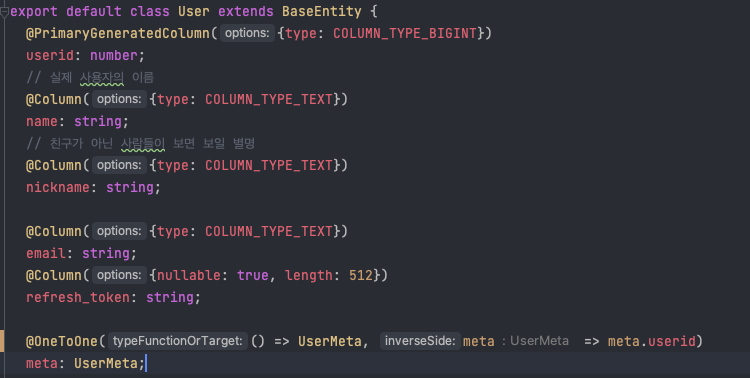 export default class User extends BaseEntity {
@PrimaryGeneratedColumn( options: {type: COLUMN_TYPE_BIGINT})
userid: number;
// 실제 사용자의 이름
@Column( options: {type: COLUMN_TYPE_TEXT})
name: string;
// 친구가 아닌 사람들이 보면 보일 별명
@Column( options: {type: COLUMN_TYPE_TEXT})
nickname: string;
@Column( options: {type: COLUMN_TYPE_TEXT})
email: string;
@Column( options: {nullable: true, length: 512})
refresh_token: string;
@OneToOne( typeFunctionOrTarget: () => UserMeta, inverseSide: meta : UserMeta => meta.userid)
meta: UserMeta;